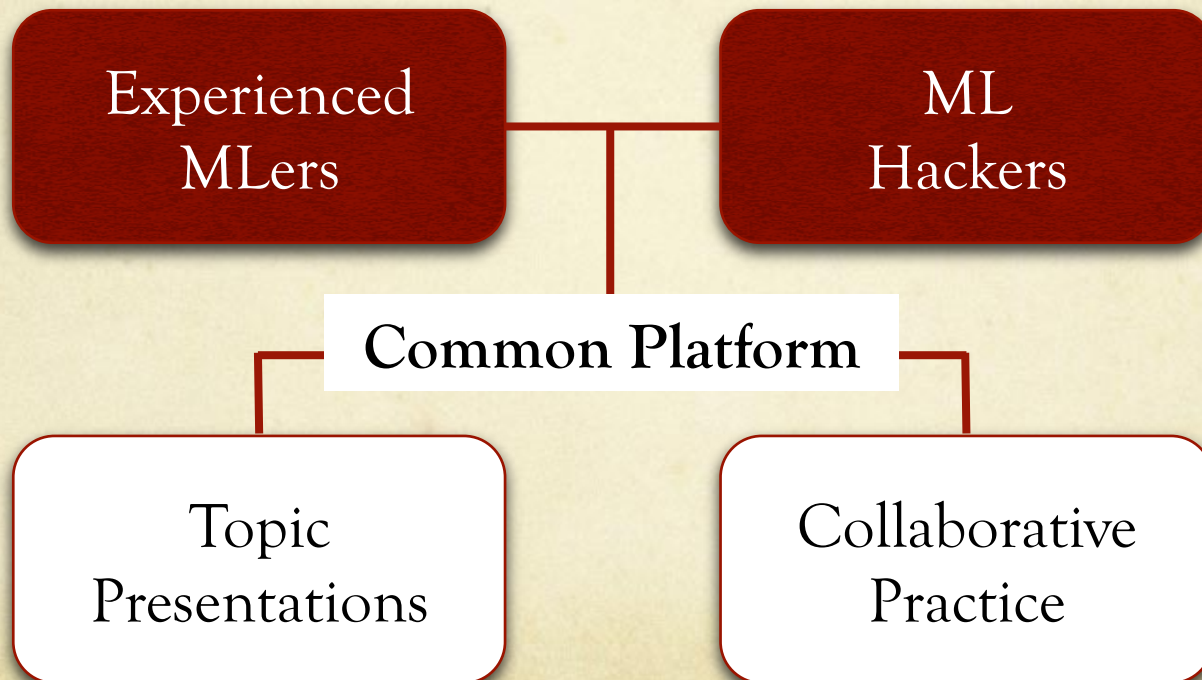 Experienced
MLers
ML
Hackers
Common Platform
Topic
Presentations
Collaborative
Practice